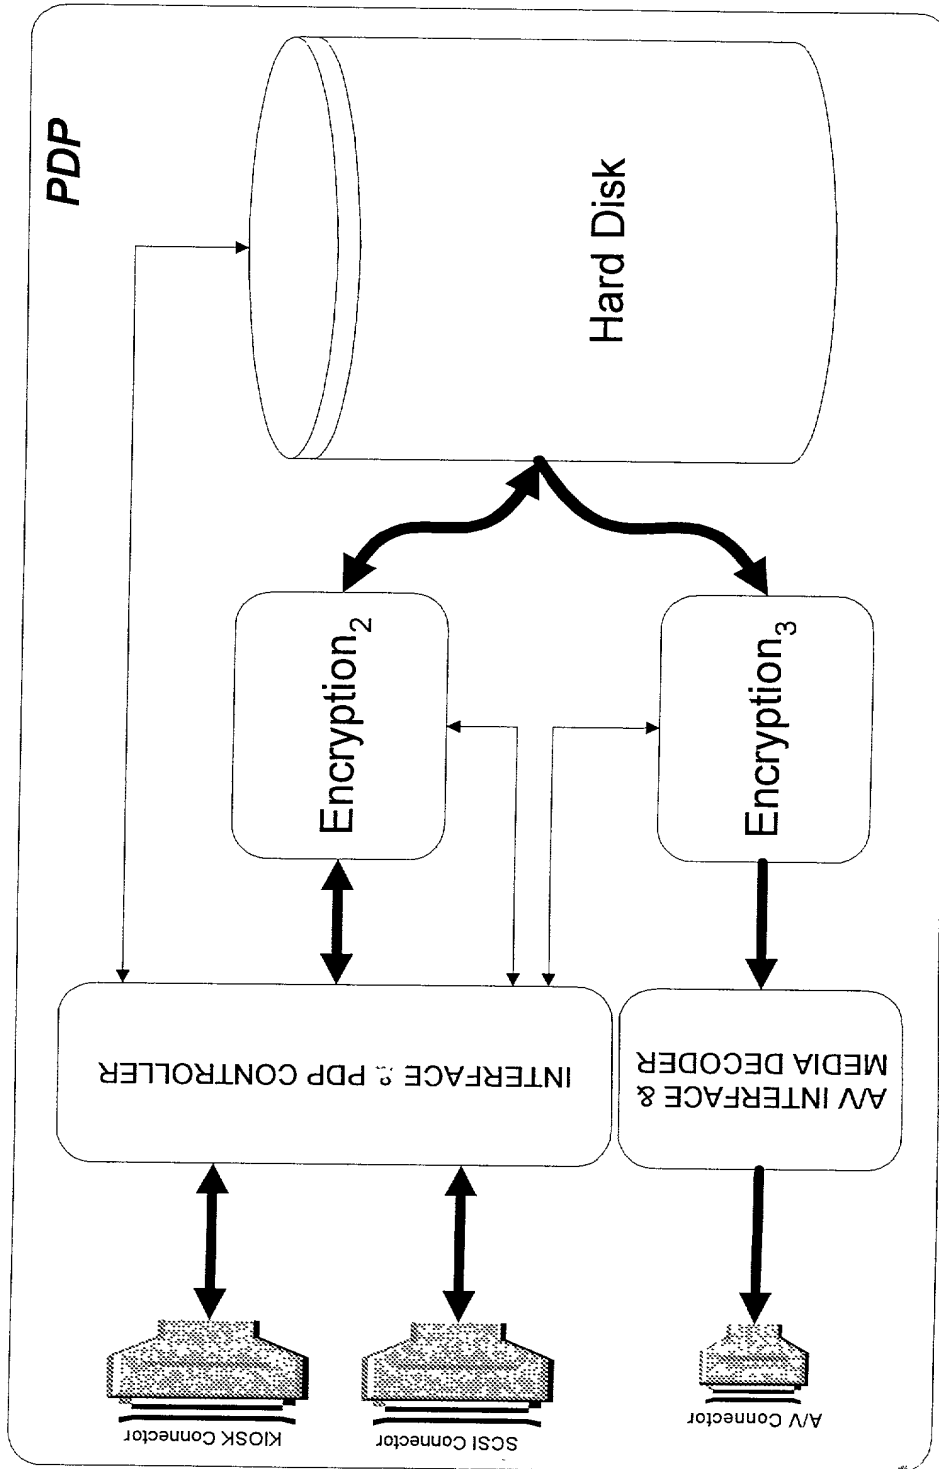 PDP
Hard Disk
Encryption2
Encryption3
INTERFACE & PDP CONTROLLER
A/V INTERFACE &
MEDIA DECODER
KIOSK Connector
SCSI Connector
A/V Connector